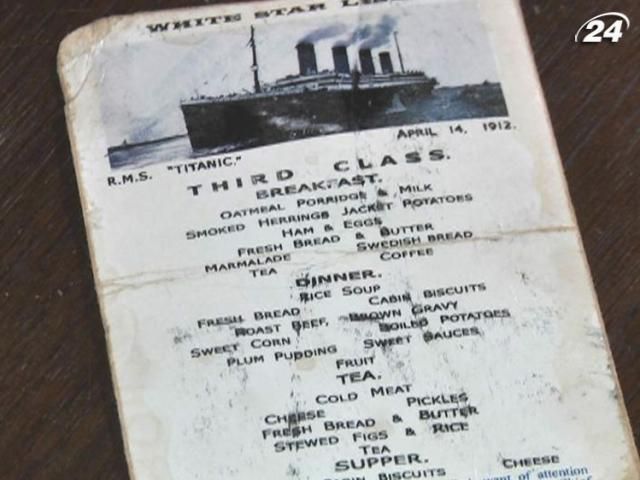 24
WHITE STAR
R.M.S. "TITANIC." APRIL 14, 1912.
THIRD CLASS.
BREAKFAST.
OATMEAL PORRIDGE & MILK
SMOKED HERRINGS JACKET POTATOES
HAM & EGGS
FRESH BREAD & BUTTER
MARMALADE SWEDISH BREAD
TEA COFFEE
DINNER.
RICE SOUP
FRESH BREAD CABIN BISCUITS
ROAST BEEF, BROWN GRAVY
SWEET CORN BOILED POTATOES
PLUM PUDDING SWEET SAUCES
FRUIT
TEA.
COLD MEAT
CHEESE PICKLES
FRESH BREAD & BUTTER
STEWED FIGS & RICE
TEA
SUPPER.
CABIN BISCUITS CHEESE
want of attention